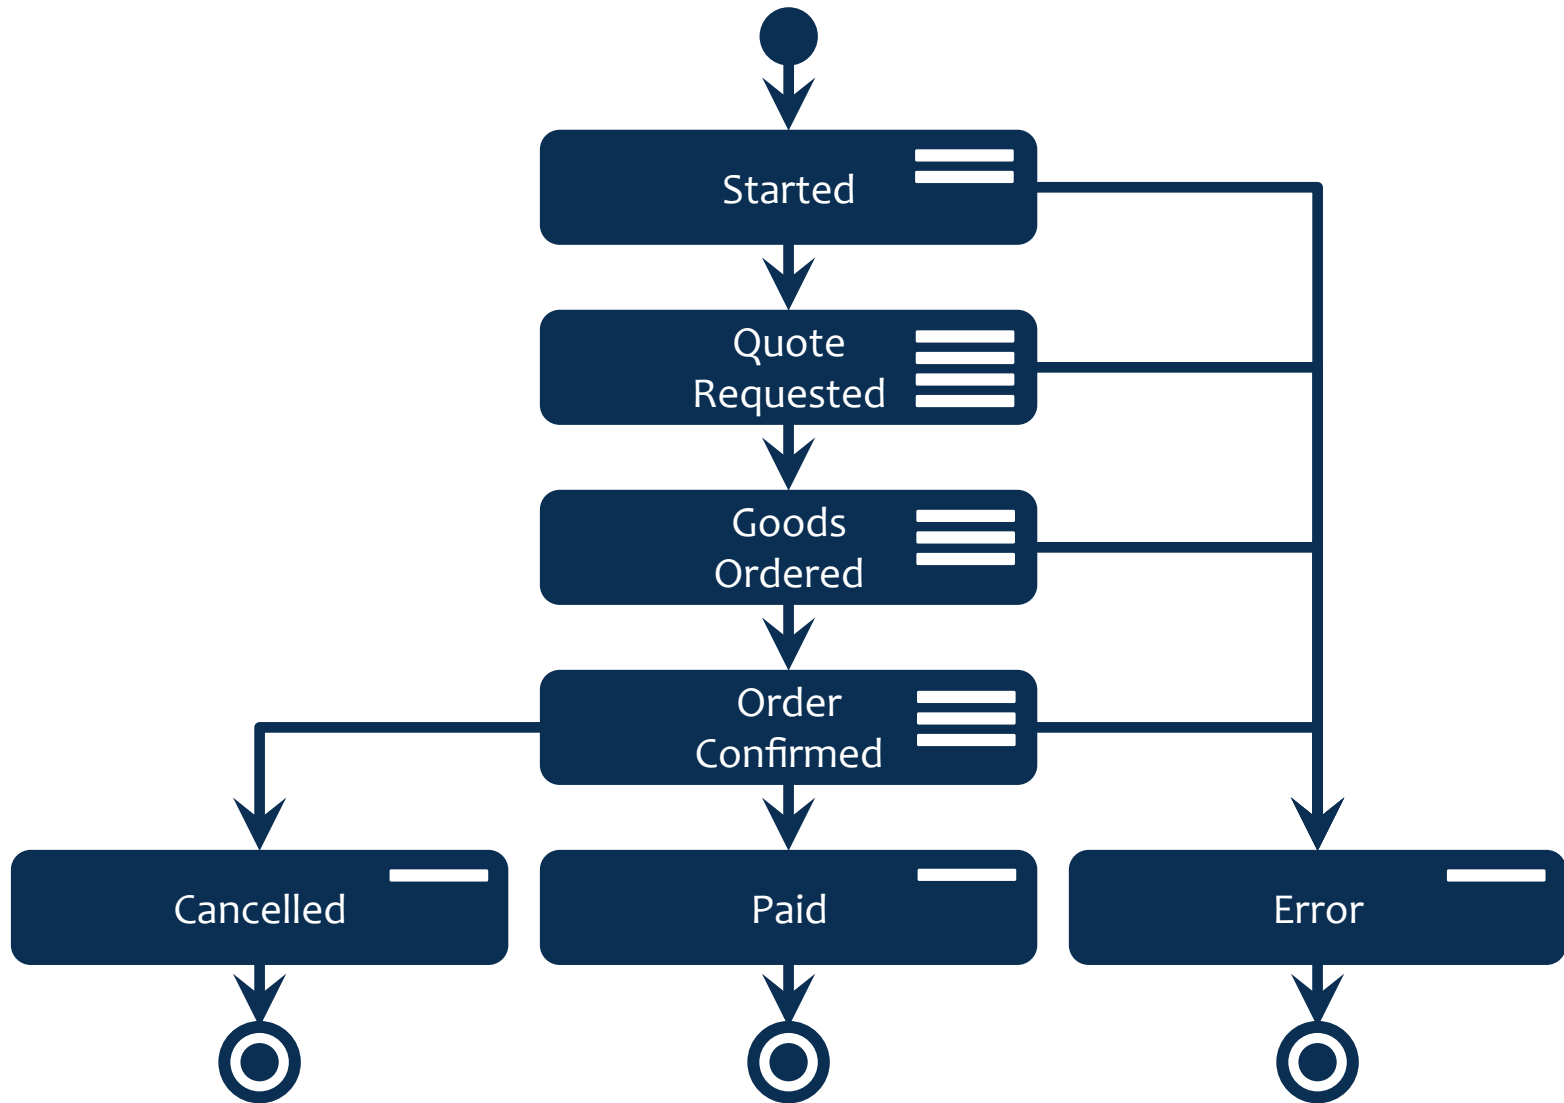 Started
Quote
Requested
Goods
Ordered
Order
Confirmed
Cancelled
Paid
Error